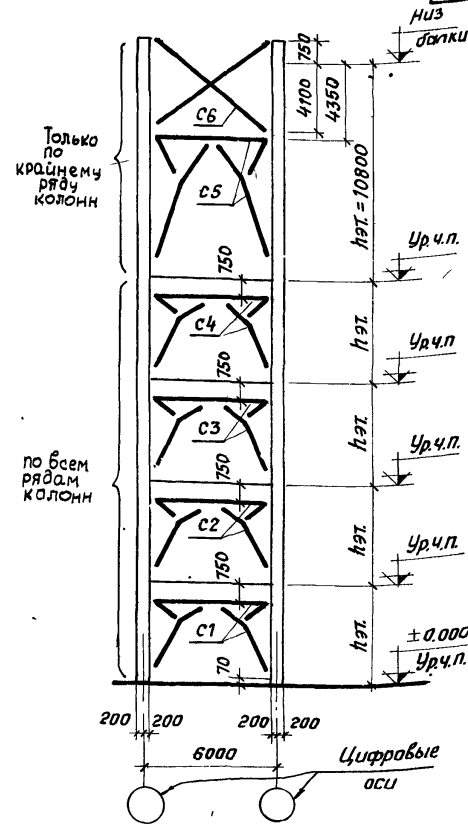 Низ
балки
750
4100
4350
С6
Только
по
крайнему
ряду
колонн
С5
hэт. = 10800
Ур.ч.п.
750
С4
hэт.
Ур.ч.п
750
С3
hэт.
Ур.ч.п.
по всем
рядам
колонн
750
С2
hэт.
Ур.ч.п.
750
С1
hэт.
±0.000
Ур.ч.п.
70
200 200 200 200
6000
Цифровые
оси